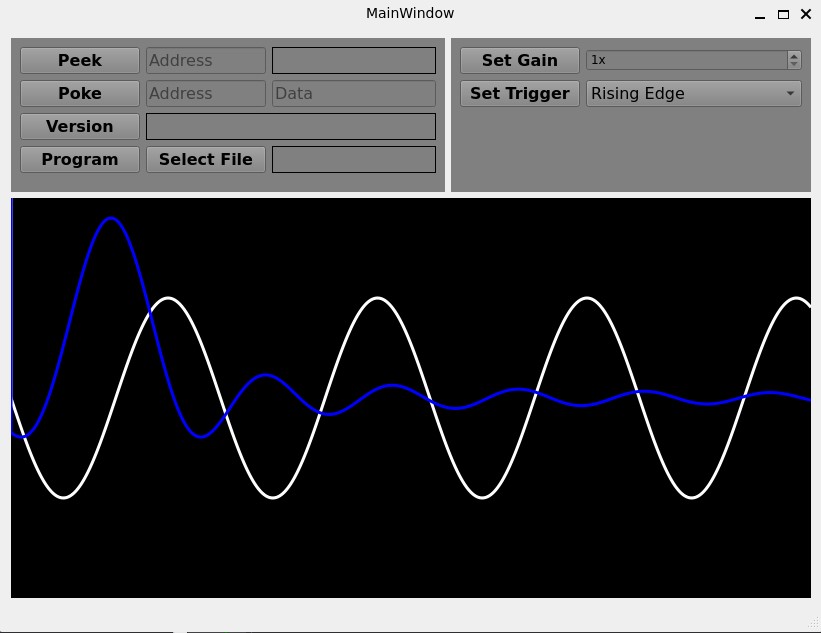 MainWindow
Peek Address
Poke Address Data
Version
Program Select File
Set Gain 1x
Set Trigger Rising Edge